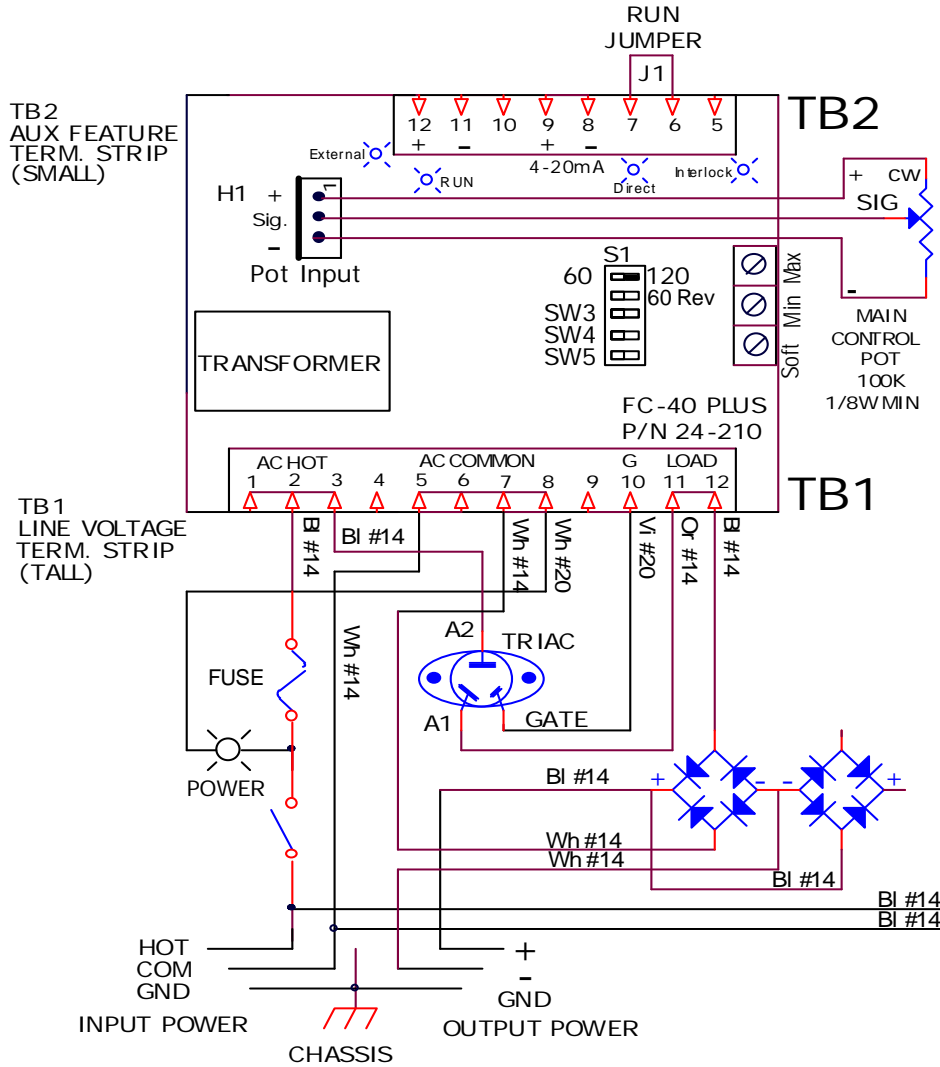 RUN
JUMPER
J1
TB2
AUX FEATURE
TERM. STRIP
(SMALL)
12 11 10 9 8 7 6 5
+ - + -
TB2
External
RUN
4-20mA
Direct
Interlock
H1 +
1
Sig.
-
Pot Input
+ CW
SIG
-
S1
60 120
60 Rev
SW3
SW4
SW5
Max
Min
Soft
MAIN
CONTROL
POT
100K
1/8W MIN
TRANSFORMER
FC-40 PLUS
P/N 24-210
AC HOT AC COMMON G LOAD
1 2 3 4 5 6 7 8 9 10 11 12
TB1
TB1
LINE VOLTAGE
TERM. STRIP
(TALL)
Bl #14
Bl #14
Wh #14
Wh #14
Wh #20
Vi #20
Or #14
Bl #14
A2
TRIAC
FUSE
A1
GATE
POWER
Bl #14
+ - - +
Wh #14
Wh #14
Bl #14
Bl #14
Bl #14
HOT
COM
GND
+
-
GND
INPUT POWER
OUTPUT POWER
CHASSIS